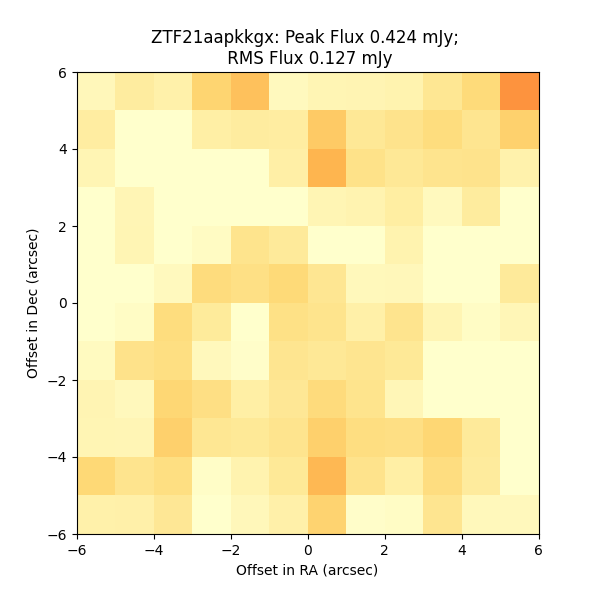 ZTF21aapkkgx: Peak Flux 0.424 mJy;
RMS Flux 0.127 mJy
6
4
2
0
−2
−4
−6
Offset in Dec (arcsec)
−6 −4 −2 0 2 4 6
Offset in RA (arcsec)